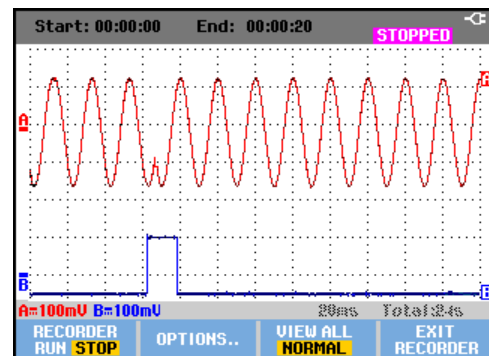 Start: 00:00:00 End: 00:00:20
STOPPED
A
B
A=100mV B=100mV 20ms Total:24s
RECORDER RUN STOP
OPTIONS..
VIEW ALL NORMAL
EXIT RECORDER